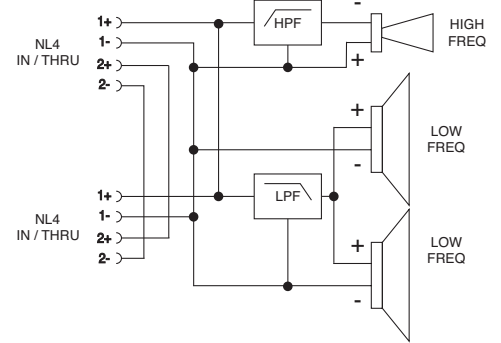 NL4
IN / THRU
1+
1-
2+
2-
HPF
-
+
HIGH
FREQ
+
-
LOW
FREQ
NL4
IN / THRU
1+
1-
2+
2-
LPF
+
-
LOW
FREQ